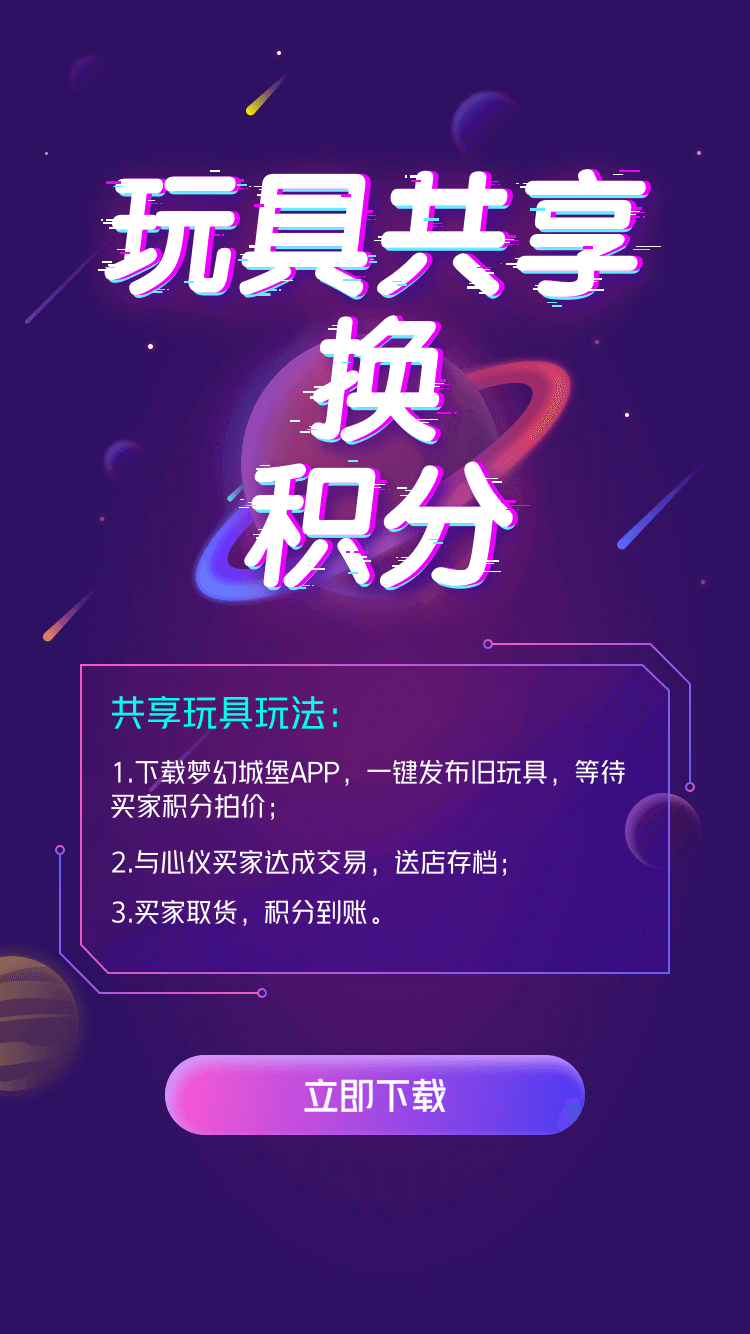 玩具共享
换
积分
共享玩具玩法：
1.下载梦幻城堡APP，一键发布旧玩具，等待
买家积分拍价；
2.与心仪买家达成交易，送店存档；
3.买家取货，积分到账。
立即下载